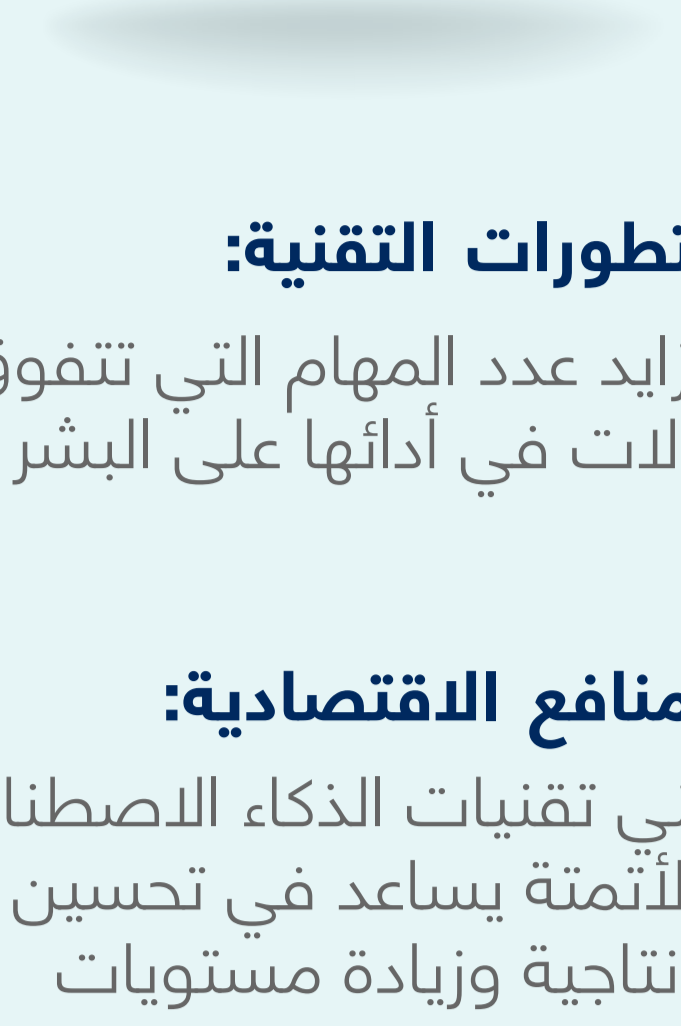 تطورات التقنية:
زايد عدد المهام التي تتفوق
لات في أدائها على البشر
منافع الاقتصادية:
ني تقنيات الذكاء الاصطنا
لأتمتة يساعد في تحسين
نتاجية وزيادة مستويات